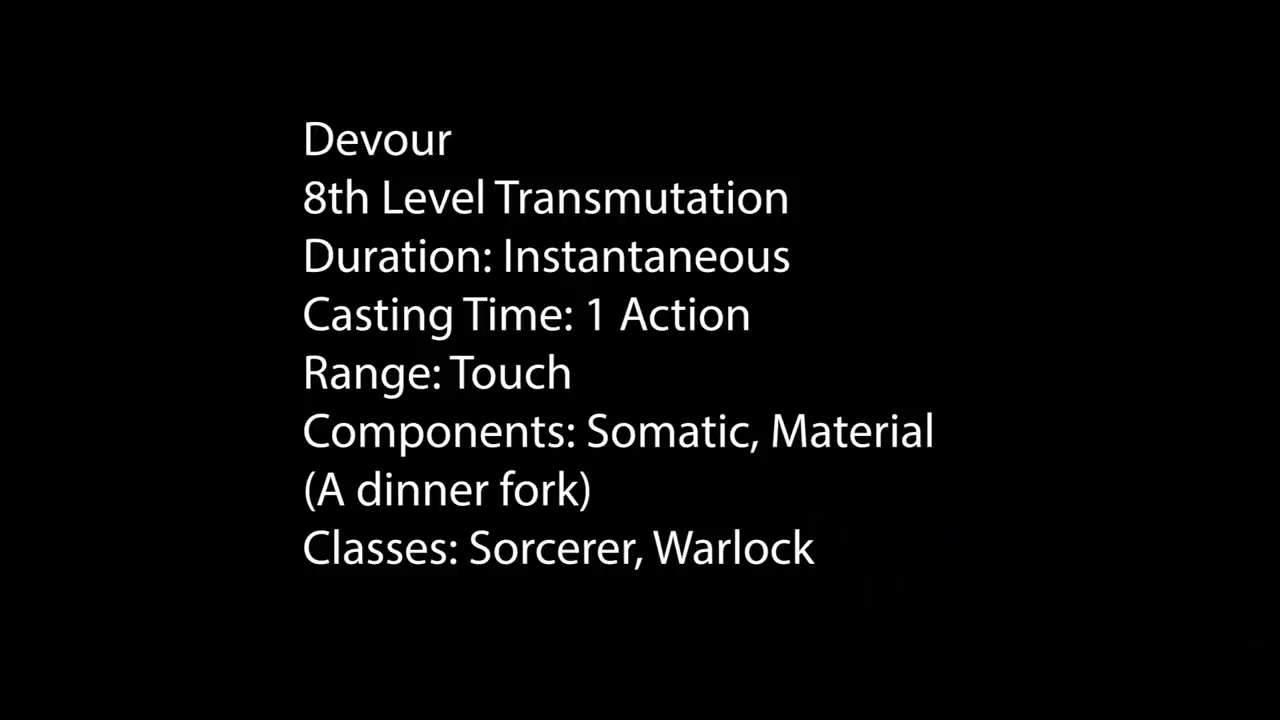 Devour
8th Level Transmutation
Duration: Instantaneous
Casting Time: 1 Action
Range: Touch
Components: Somatic, Material
(A dinner fork)
Classes: Sorcerer, Warlock